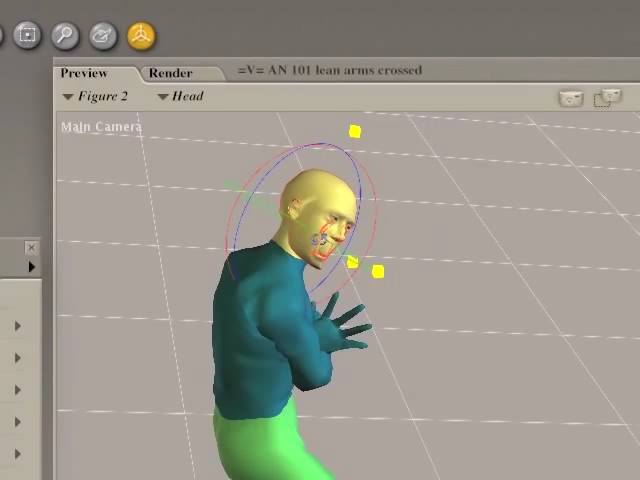 Preview
Render
=V= AN 101 lean arms crossed
Figure 2
Head
Main Camera